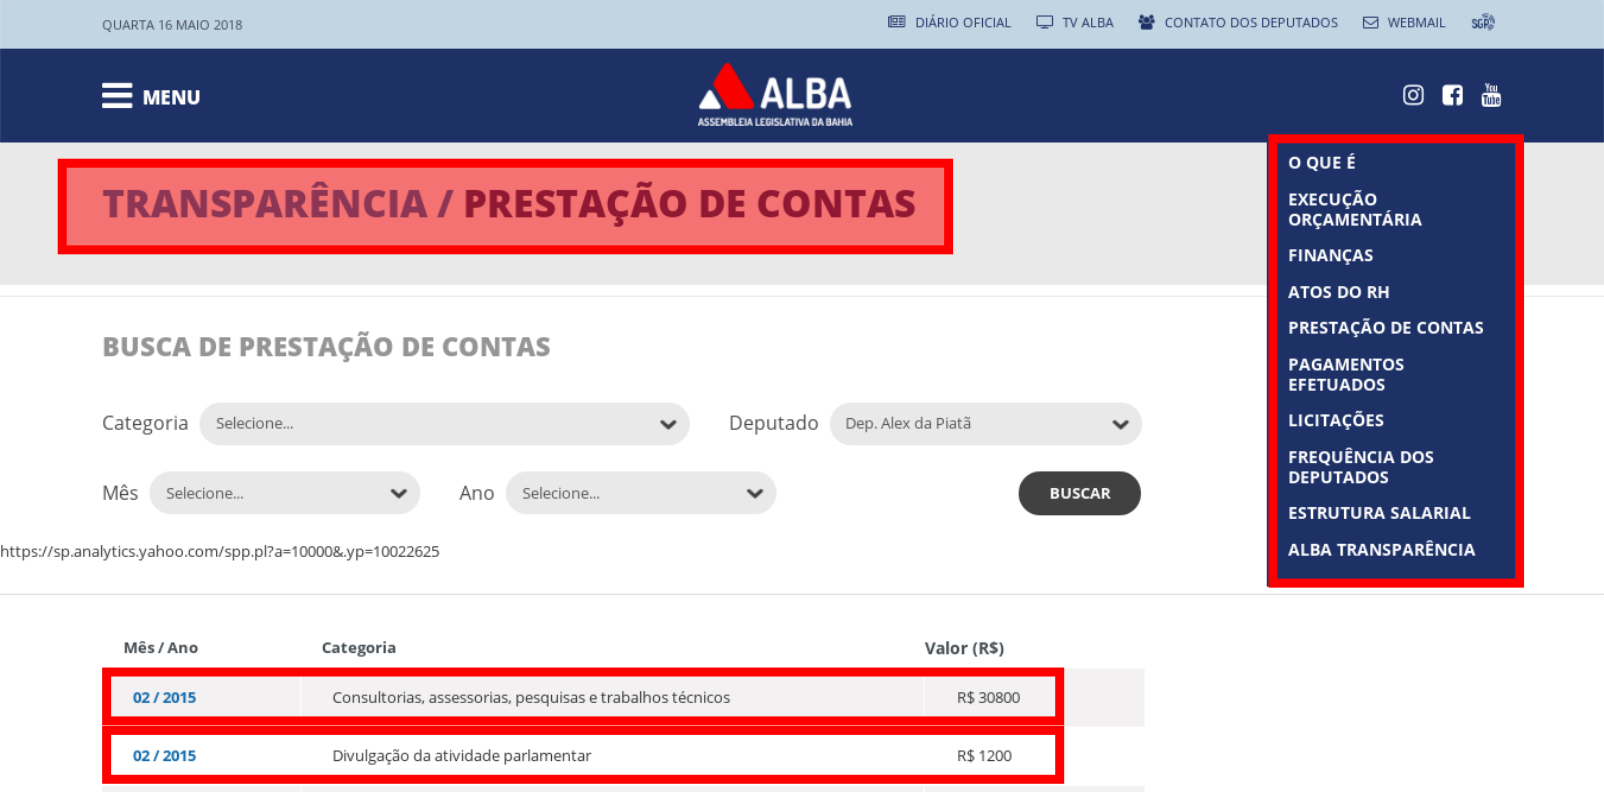 QUARTA 16 MAIO 2018
DIÁRIO OFICIAL
TV ALBA
CONTATO DOS DEPUTADOS
WEBMAIL
SGP
MENU
ALBA
ASSEMBLEIA LEGISLATIVA DA BAHIA
You
Tube
TRANSPARÊNCIA / PRESTAÇÃO DE CONTAS
O QUE É
EXECUÇÃO
ORÇAMENTÁRIA
FINANÇAS
ATOS DO RH
PRESTAÇÃO DE CONTAS
PAGAMENTOS
EFETUADOS
LICITAÇÕES
FREQUÊNCIA DOS
DEPUTADOS
ESTRUTURA SALARIAL
ALBA TRANSPARÊNCIA
BUSCA DE PRESTAÇÃO DE CONTAS
Categoria Selecione... Deputado Dep. Alex da Piatã
Mês Selecione... Ano Selecione... BUSCAR
https://sp.analytics.yahoo.com/spp.pl?a=10000&.yp=10022625
Mês / Ano Categoria Valor (R$)
02 / 2015 Consultorias, assessorias, pesquisas e trabalhos técnicos R$ 30800
02 / 2015 Divulgação da atividade parlamentar R$ 1200